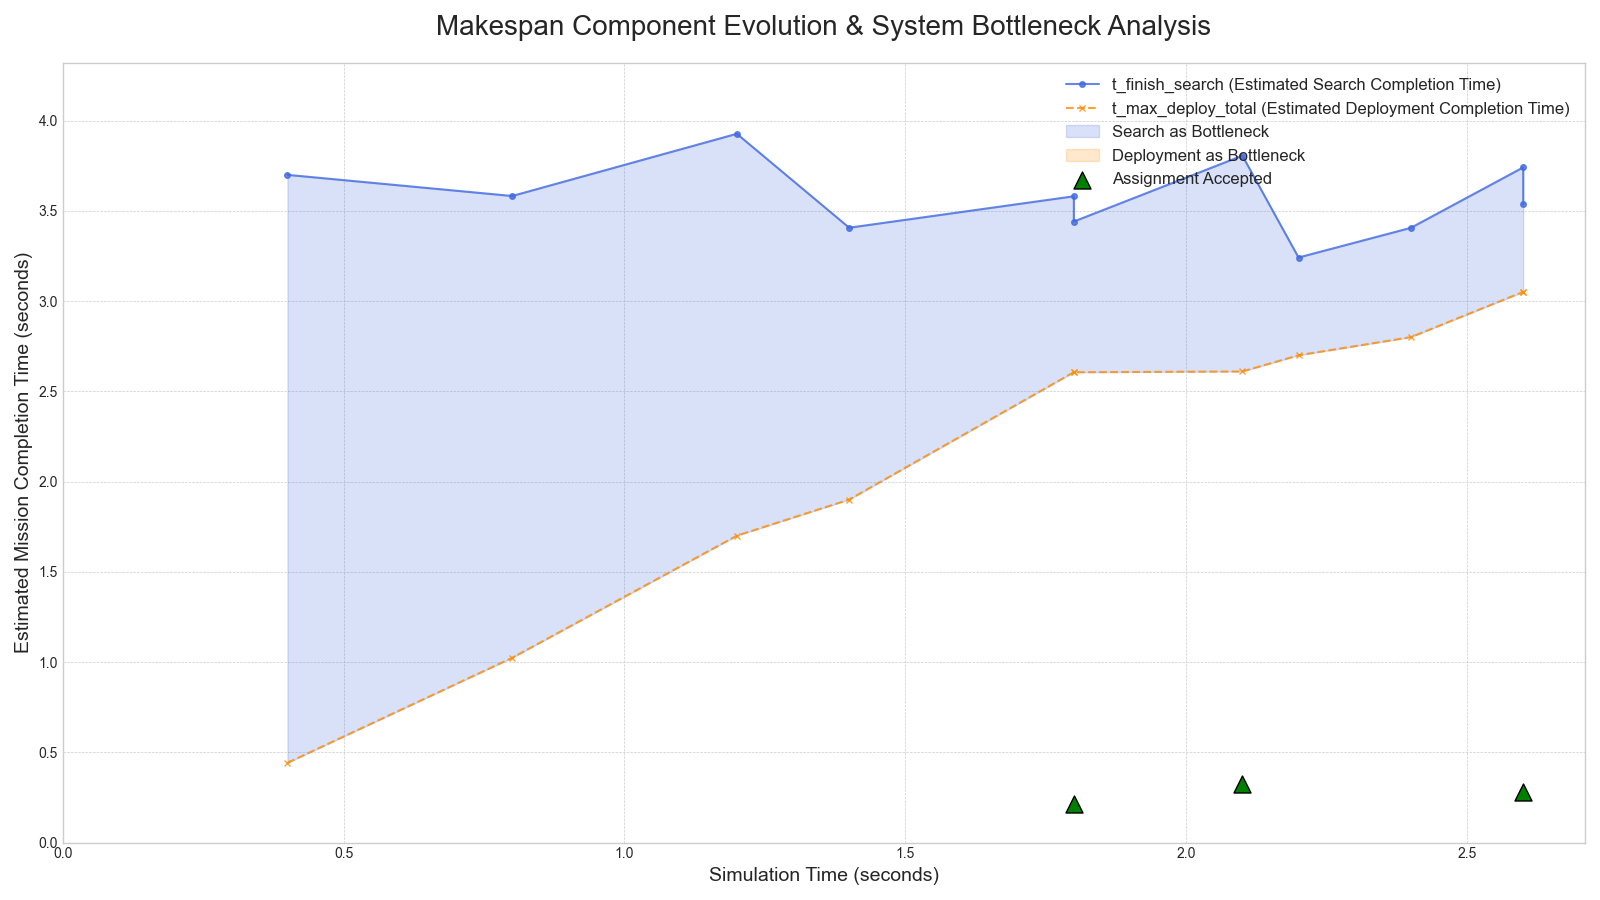 Makespan Component Evolution & System Bottleneck Analysis
t_finish_search (Estimated Search Completion Time)
t_max_deploy_total (Estimated Deployment Completion Time)
Search as Bottleneck
Deployment as Bottleneck
Assignment Accepted
Estimated Mission Completion Time (seconds)
4.0
3.5
3.0
2.5
2.0
1.5
1.0
0.5
0.0
0.0 0.5 1.0 1.5 2.0 2.5
Simulation Time (seconds)